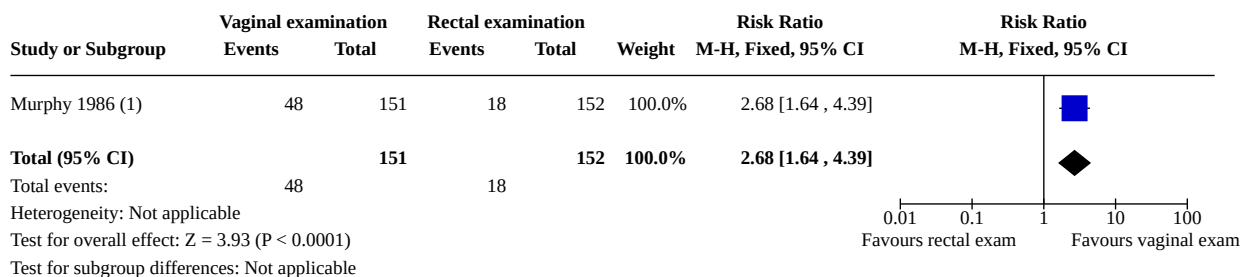 Vaginal examination Rectal examination Risk Ratio Risk Ratio
Study or Subgroup Events Total Events Total Weight M-H, Fixed, 95% CI M-H, Fixed, 95% CI
Murphy 1986 (1) 48 151 18 152 100.0% 2.68 [1.64 , 4.39]
Total (95% CI) 151 152 100.0% 2.68 [1.64 , 4.39]
Total events: 48 18
Heterogeneity: Not applicable 0.01 0.1 1 10 100
Test for overall effect: Z = 3.93 (P < 0.0001) Favours rectal exam Favours vaginal exam
Test for subgroup differences: Not applicable